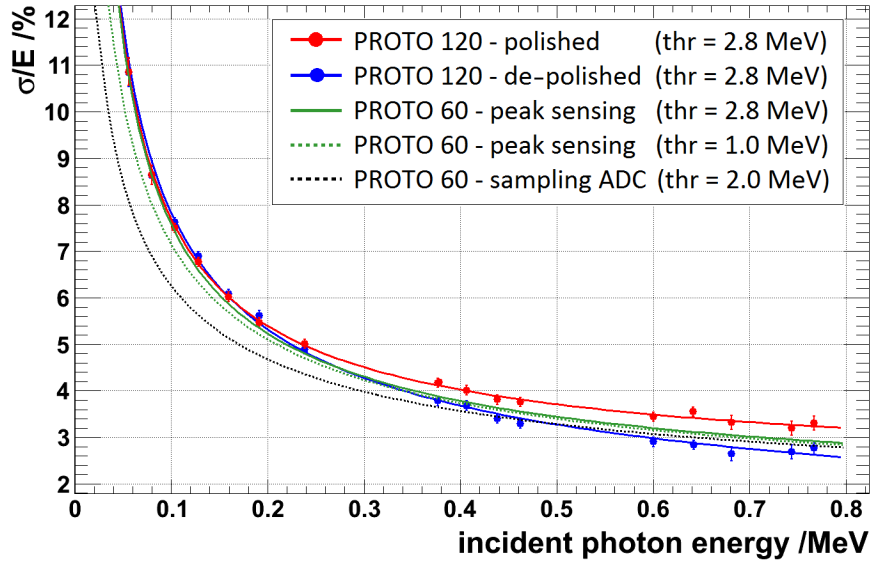 σ/E /%
12
11
10
9
8
7
6
5
4
3
2
PROTO 120 - polished (thr = 2.8 MeV)
PROTO 120 - de-polished (thr = 2.8 MeV)
PROTO 60 - peak sensing (thr = 2.8 MeV)
PROTO 60 - peak sensing (thr = 1.0 MeV)
PROTO 60 - sampling ADC (thr = 2.0 MeV)
0 0.1 0.2 0.3 0.4 0.5 0.6 0.7 0.8
incident photon energy /MeV